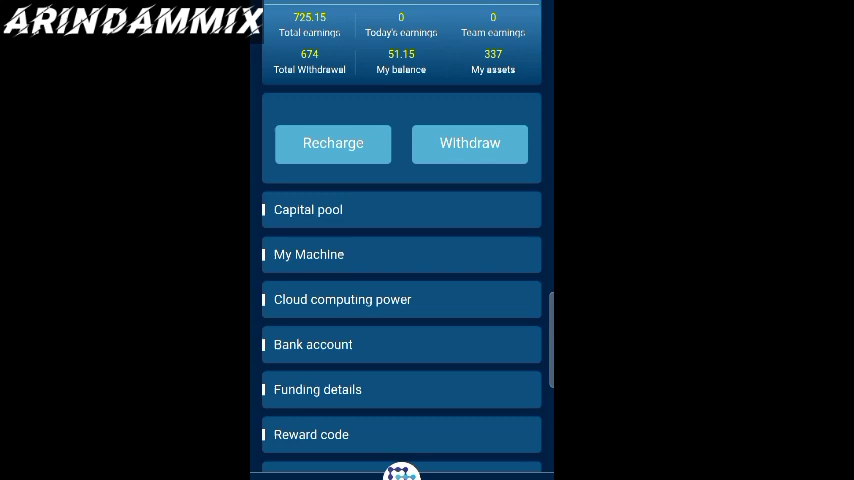 ARINDAMMIX
725.15 0 0
Total earnings Today's earnings Team earnings
674 51.15 337
Total Withdrawal My balance My assets
Recharge Withdraw
Capital pool
My Machine
Cloud computing power
Bank account
Funding details
Reward code